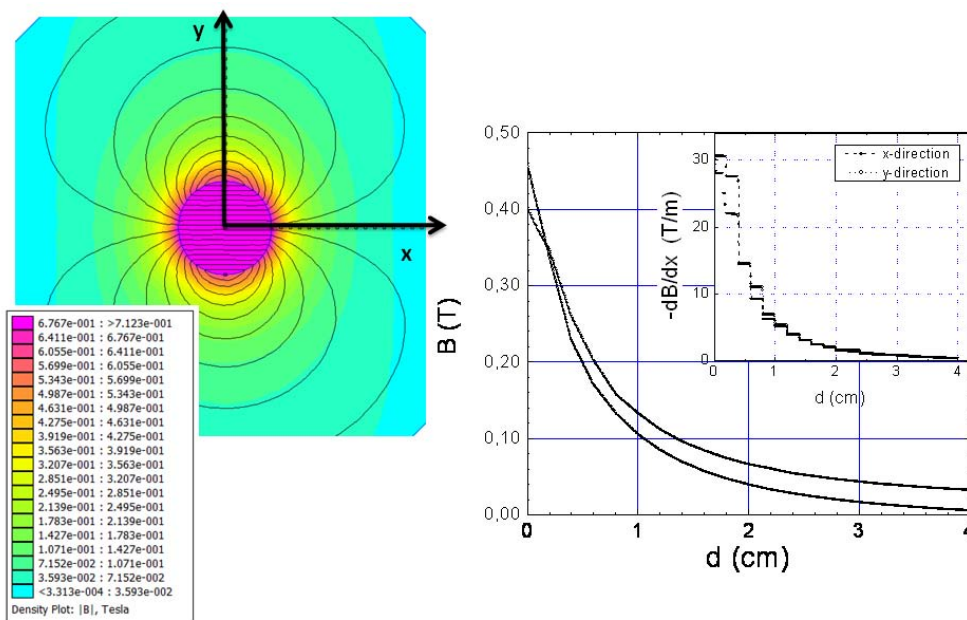 y
x
6.767e-001 : >7.123e-001
6.411e-001 : 6.767e-001
6.055e-001 : 6.411e-001
5.699e-001 : 6.055e-001
5.343e-001 : 5.699e-001
4.987e-001 : 5.343e-001
4.631e-001 : 4.987e-001
4.275e-001 : 4.631e-001
3.919e-001 : 4.275e-001
3.563e-001 : 3.919e-001
3.207e-001 : 3.563e-001
2.851e-001 : 3.207e-001
2.495e-001 : 2.851e-001
2.139e-001 : 2.495e-001
1.783e-001 : 2.139e-001
1.427e-001 : 1.783e-001
1.071e-001 : 1.427e-001
7.152e-002 : 1.071e-001
3.593e-002 : 7.152e-002
<3.313e-004 : 3.593e-002
Density Plot: |B|, Tesla
B (T)
0,50
0,40
0,30
0,20
0,10
0,00
0
1
2
3
4
d (cm)
-dB/dx (T/m)
30
20
10
0
0
1
2
3
4
d (cm)
x-direction
y-direction